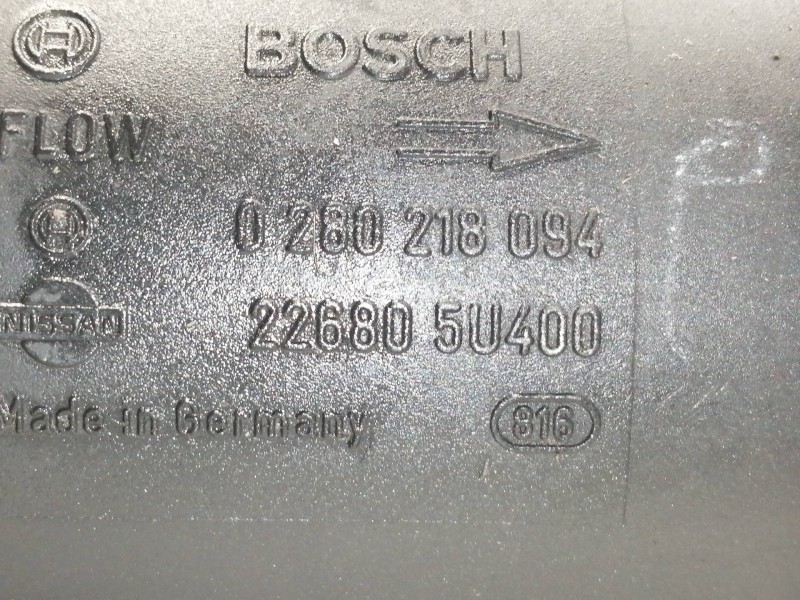 BOSCH
FLOW
0 280 218 094
NISSAN
22680 5U400
Made in Germany
816